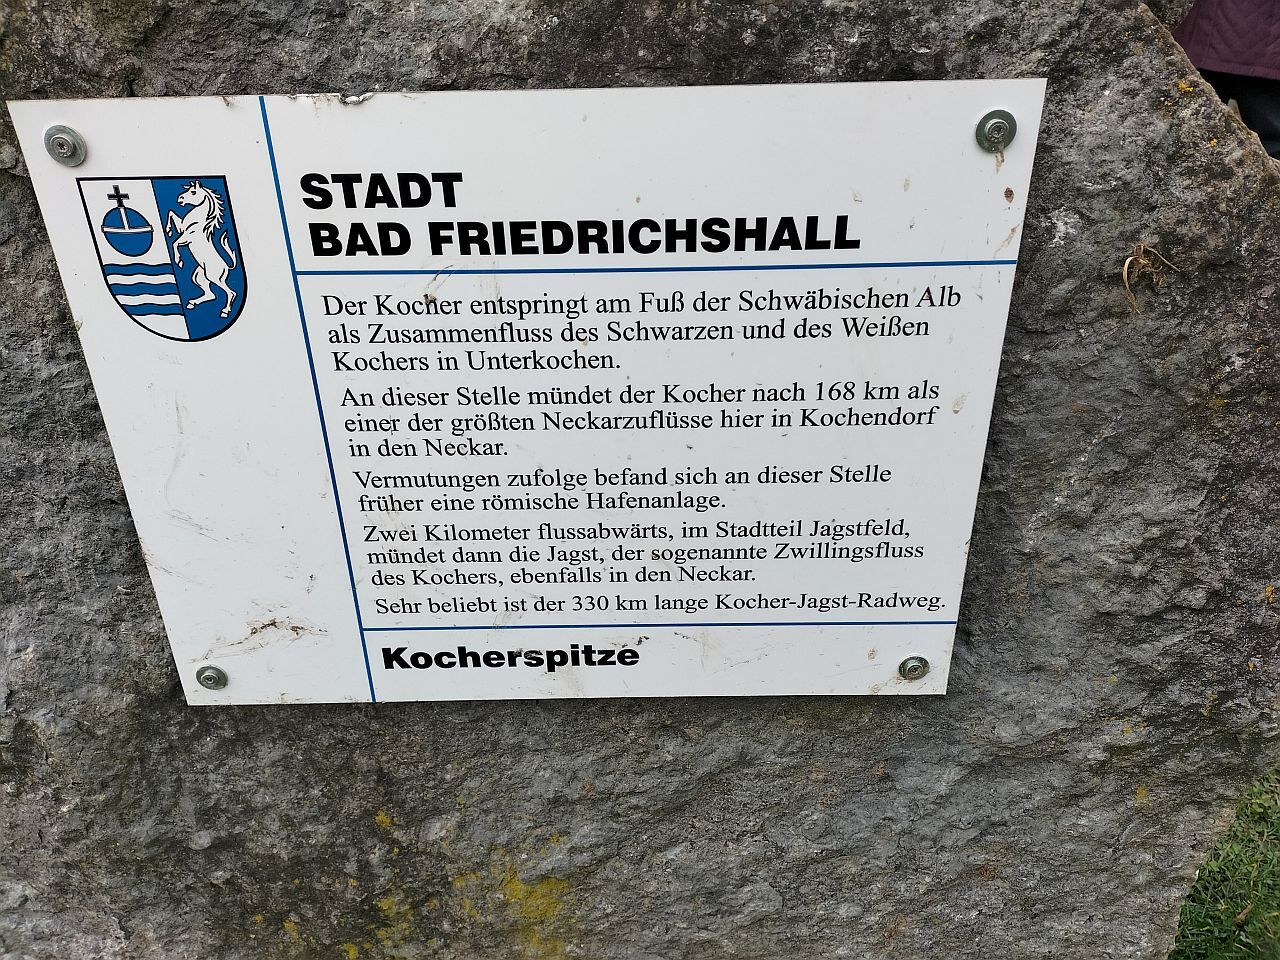 STADT
BAD FRIEDRICHSHALL
Der Kocher entspringt am Fuß der Schwäbischen Alb
als Zusammenfluss des Schwarzen und des Weißen
Kochers in Unterkochen.
An dieser Stelle mündet der Kocher nach 168 km als
einer der größten Neckarzuflüsse hier in Kochendorf
in den Neckar.
Vermutungen zufolge befand sich an dieser Stelle
früher eine römische Hafenanlage.
Zwei Kilometer flussabwärts, im Stadtteil Jagstfeld,
mündet dann die Jagst, der sogenannte Zwillingsfluss
des Kochers, ebenfalls in den Neckar.
Sehr beliebt ist der 330 km lange Kocher-Jagst-Radweg.
Kocherspitze